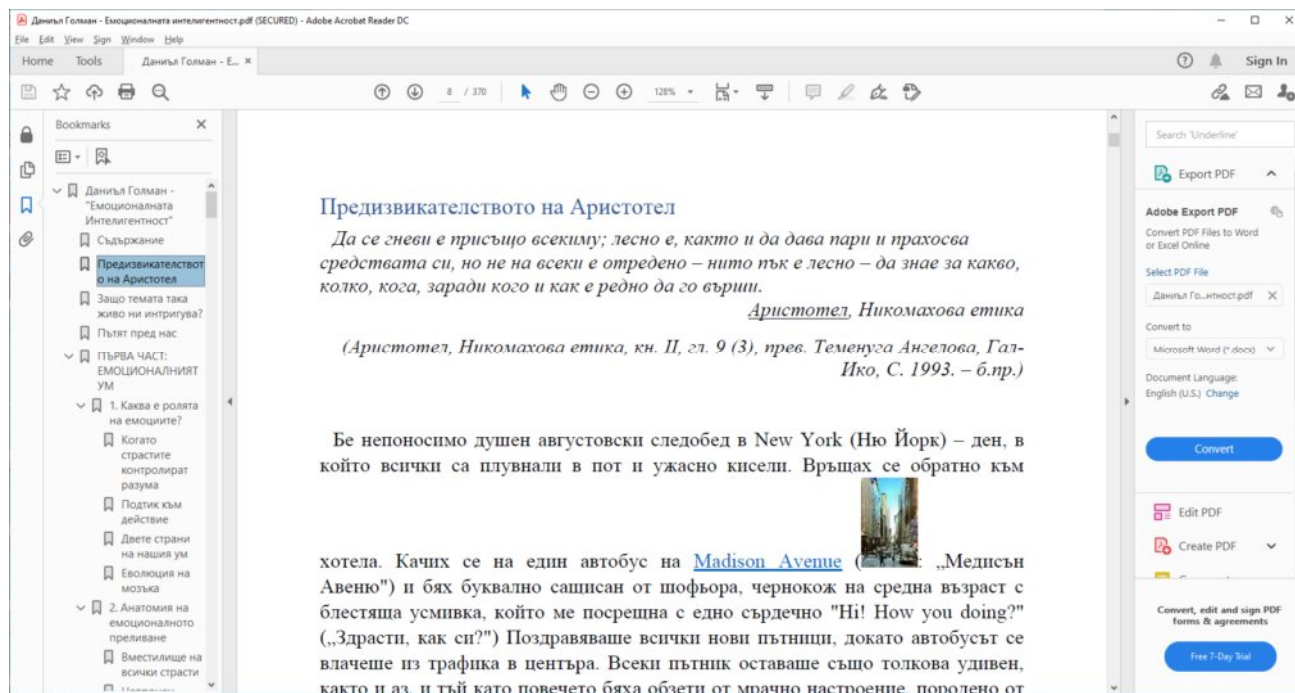 Даниъл Голман - Емоционалната интелигентност.pdf (SECURED) - Adobe Acrobat Reader DC
File Edit View Sign Window Help
Home Tools Даниъл Голман - Е... ×
Sign In
8 / 370
128%
Bookmarks
Даниъл Голман -
"Емоционалната
Интелигентност"
Съдържание
Предизвикателствот
о на Аристотел
Защо темата така
живо ни интригува?
Пътят пред нас
ПЪРВА ЧАСТ:
ЕМОЦИОНАЛНИЯТ
УМ
1. Каква е ролята
на емоциите?
Когато
страстите
контролират
разума
Подтик към
действие
Двете страни
на нашия ум
Еволюция на
мозъка
2. Анатомия на
емоционалното
преливане
Вместилище на
всички страсти
Предизвикателството на Аристотел
Да се гневи е присъщо всекиму; лесно е, както и да дава пари и прахосва
средствата си, но не на всеки е отредено – нито пък е лесно – да знае за какво,
колко, кога, заради кого и как е редно да го върши.
Аристотел, Никомахова етика
(Аристотел, Никомахова етика, кн. II, гл. 9 (3), прев. Теменуга Ангелова, Гал-
Ико, С. 1993. – б.пр.)
Бе непоносимо душен августовски следобед в New York (Ню Йорк) – ден, в
който всички са плувнали в пот и ужасно кисели. Връщах се обратно към
хотела. Качих се на един автобус на Madison Avenue ( : „Медисън
Авеню") и бях буквално сащисан от шофьора, чернокож на средна възраст с
блестяща усмивка, който ме посрещна с едно сърдечно "Hi! How you doing?"
(„Здрасти, как си?") Поздравяваше всички нови пътници, докато автобусът се
влачеше из трафика в центъра. Всеки пътник оставаше също толкова удивен,
както и аз, и тъй като повечето бяха обзети от мрачно настроение, породено от
Search 'Underline'
Export PDF
Adobe Export PDF
Convert PDF Files to Word
or Excel Online
Select PDF File
Даниъл Го...нтност.pdf ×
Convert to
Microsoft Word (*.docx)
Document Language:
English (U.S.) Change
Convert
Edit PDF
Create PDF
Convert, edit and sign PDF
forms & agreements
Free 7-Day Trial